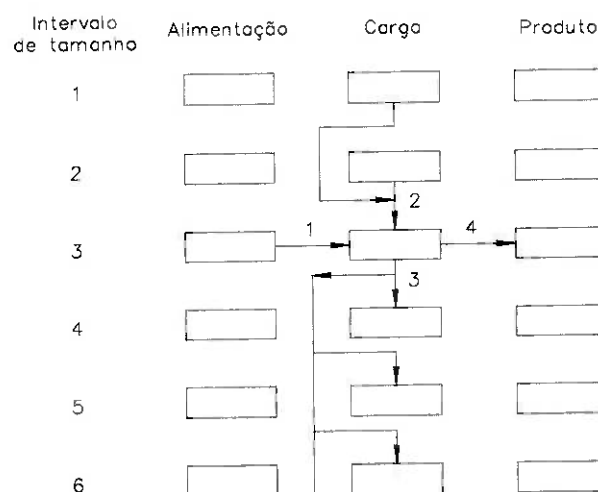 Intervalo
de tamanho
Alimentação
Carga
Produto
1
2
2
1
4
3
3
4
5
6